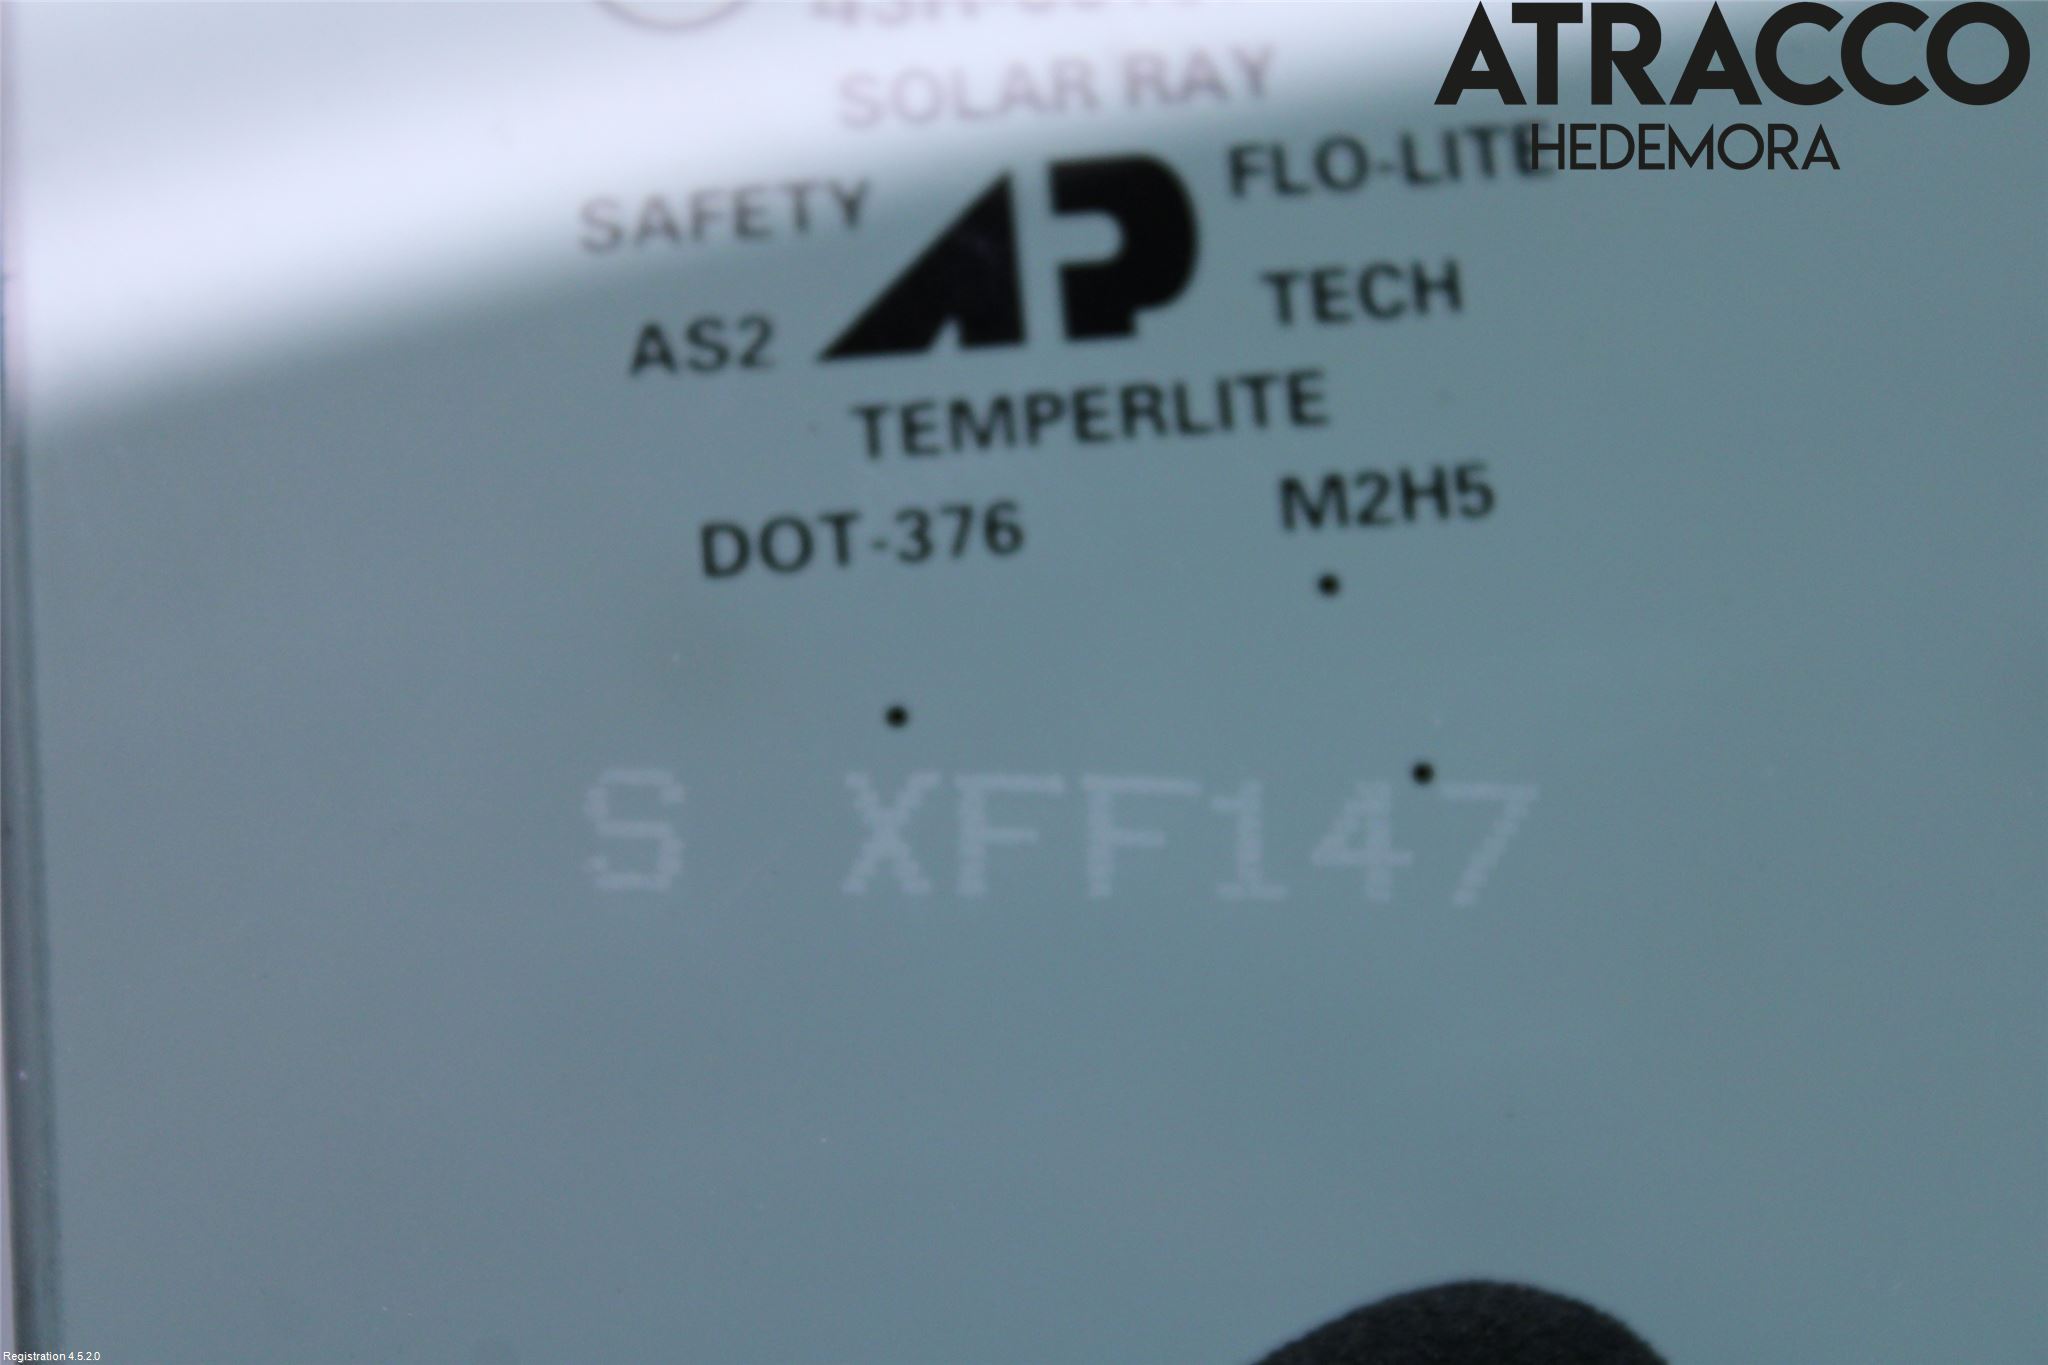 ATRACCO
HEDEMORA
SOLAR RAY
SAFETY AP FLO-LITE
AS2 TECH
TEMPERLITE
DOT-376 M2H5
S XFF147
Registration 4.5.2.0